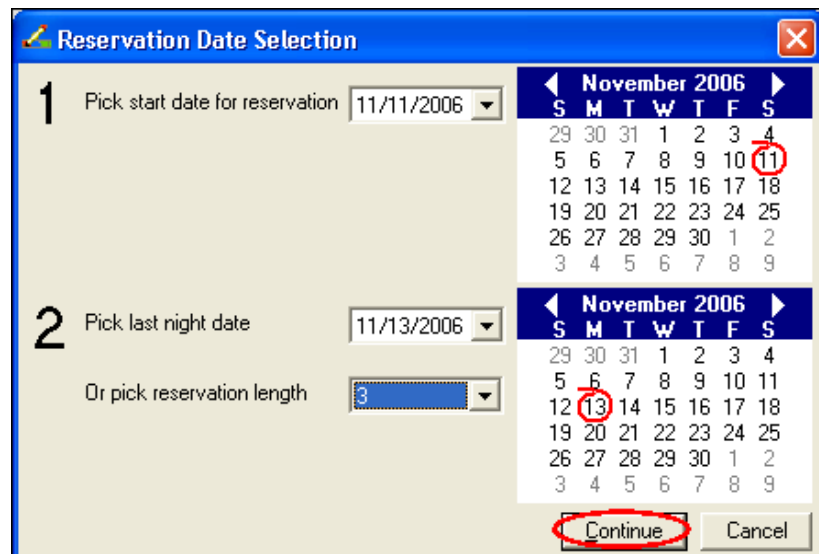 Reservation Date Selection
1 Pick start date for reservation 11/11/2006
November 2006
S M T W T F S
29 30 31 1 2 3 4
5 6 7 8 9 10 11
12 13 14 15 16 17 18
19 20 21 22 23 24 25
26 27 28 29 30 1 2
3 4 5 6 7 8 9
2 Pick last night date 11/13/2006
Or pick reservation length 3
November 2006
S M T W T F S
29 30 31 1 2 3 4
5 6 7 8 9 10 11
12 13 14 15 16 17 18
19 20 21 22 23 24 25
26 27 28 29 30 1 2
3 4 5 6 7 8 9
Continue Cancel